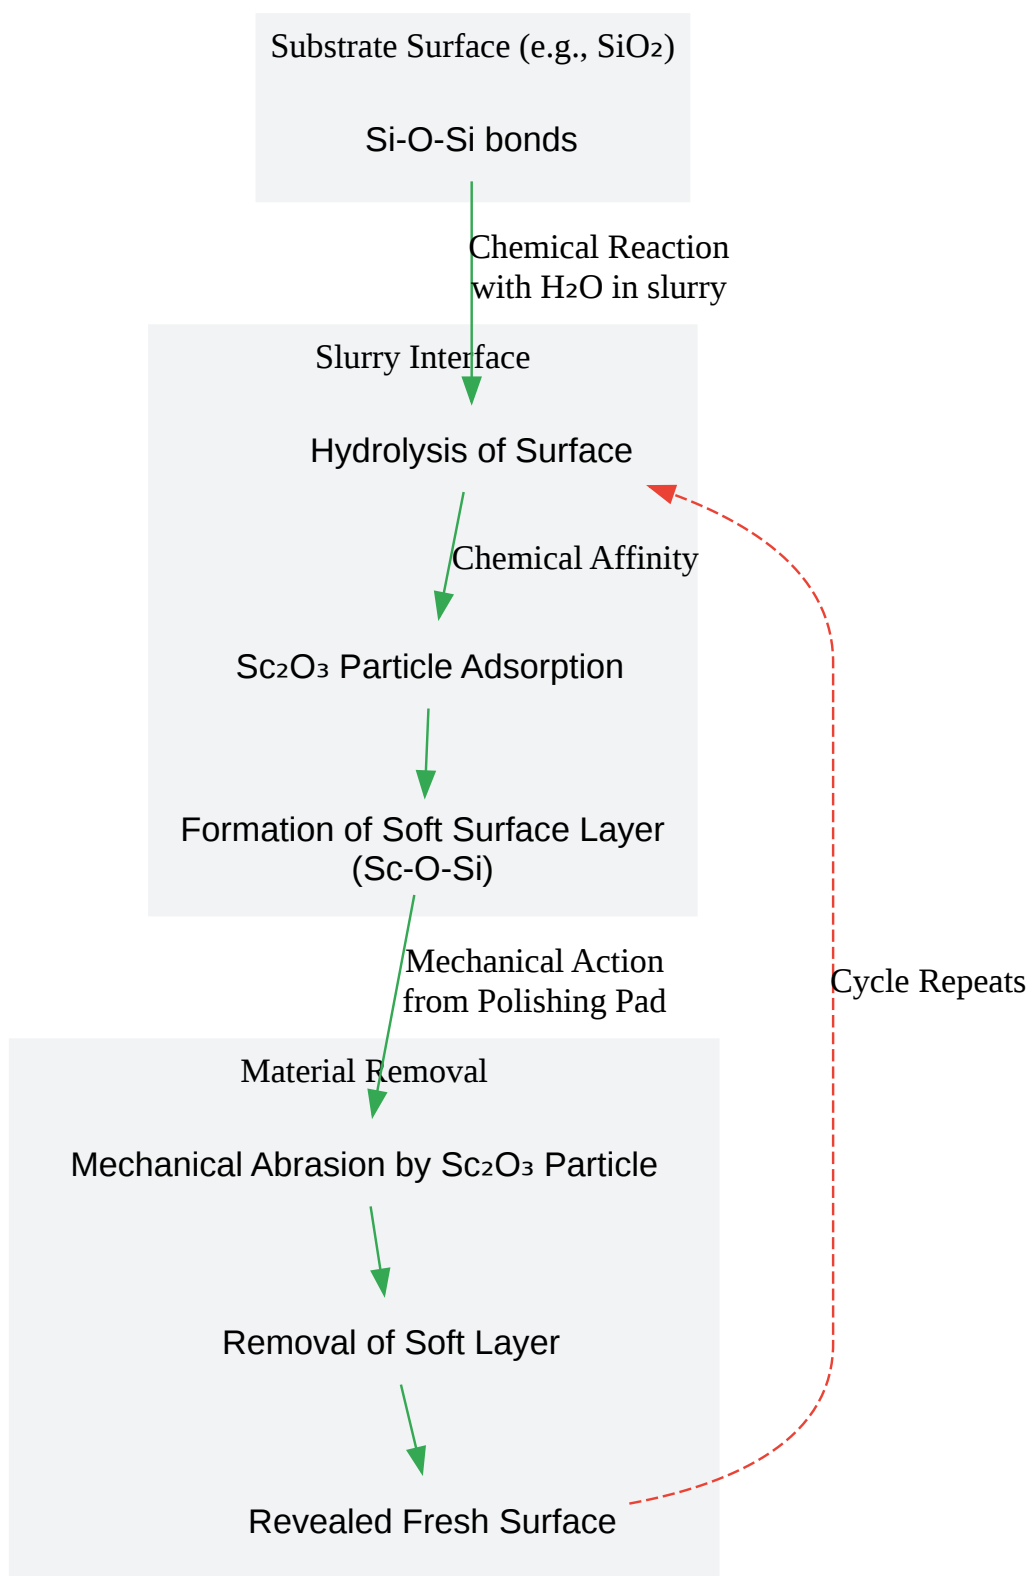 Substrate Surface (e.g., SiO₂)
Si-O-Si bonds
Chemical Reaction
with H₂O in slurry
Slurry Interface
Hydrolysis of Surface
Chemical Affinity
Sc₂O₃ Particle Adsorption
Formation of Soft Surface Layer
(Sc-O-Si)
Mechanical Action
from Polishing Pad
Cycle Repeats
Material Removal
Mechanical Abrasion by Sc₂O₃ Particle
Removal of Soft Layer
Revealed Fresh Surface